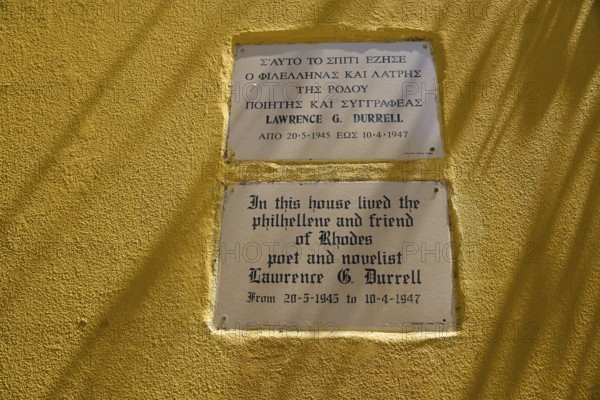 Σ'ΑΥΤΟ ΤΟ ΣΠΙΤΙ ΕΖΗΣΕ
Ο ΦΙΛΕΛΛΗΝΑΣ ΚΑΙ ΛΑΤΡΗΣ
ΤΗΣ ΡΟΔΟΥ
ΠΟΙΗΤΗΣ ΚΑΙ ΣΥΓΓΡΑΦΕΑΣ
LAWRENCE G. DURRELL
ΑΠΟ 20·5·1945 ΕΩΣ 10·4·1947
In this house lived the
philhellene and friend
of Rhodes
poet and novelist
Lawrence G. Durrell
From 20-5-1945 to 10-4-1947